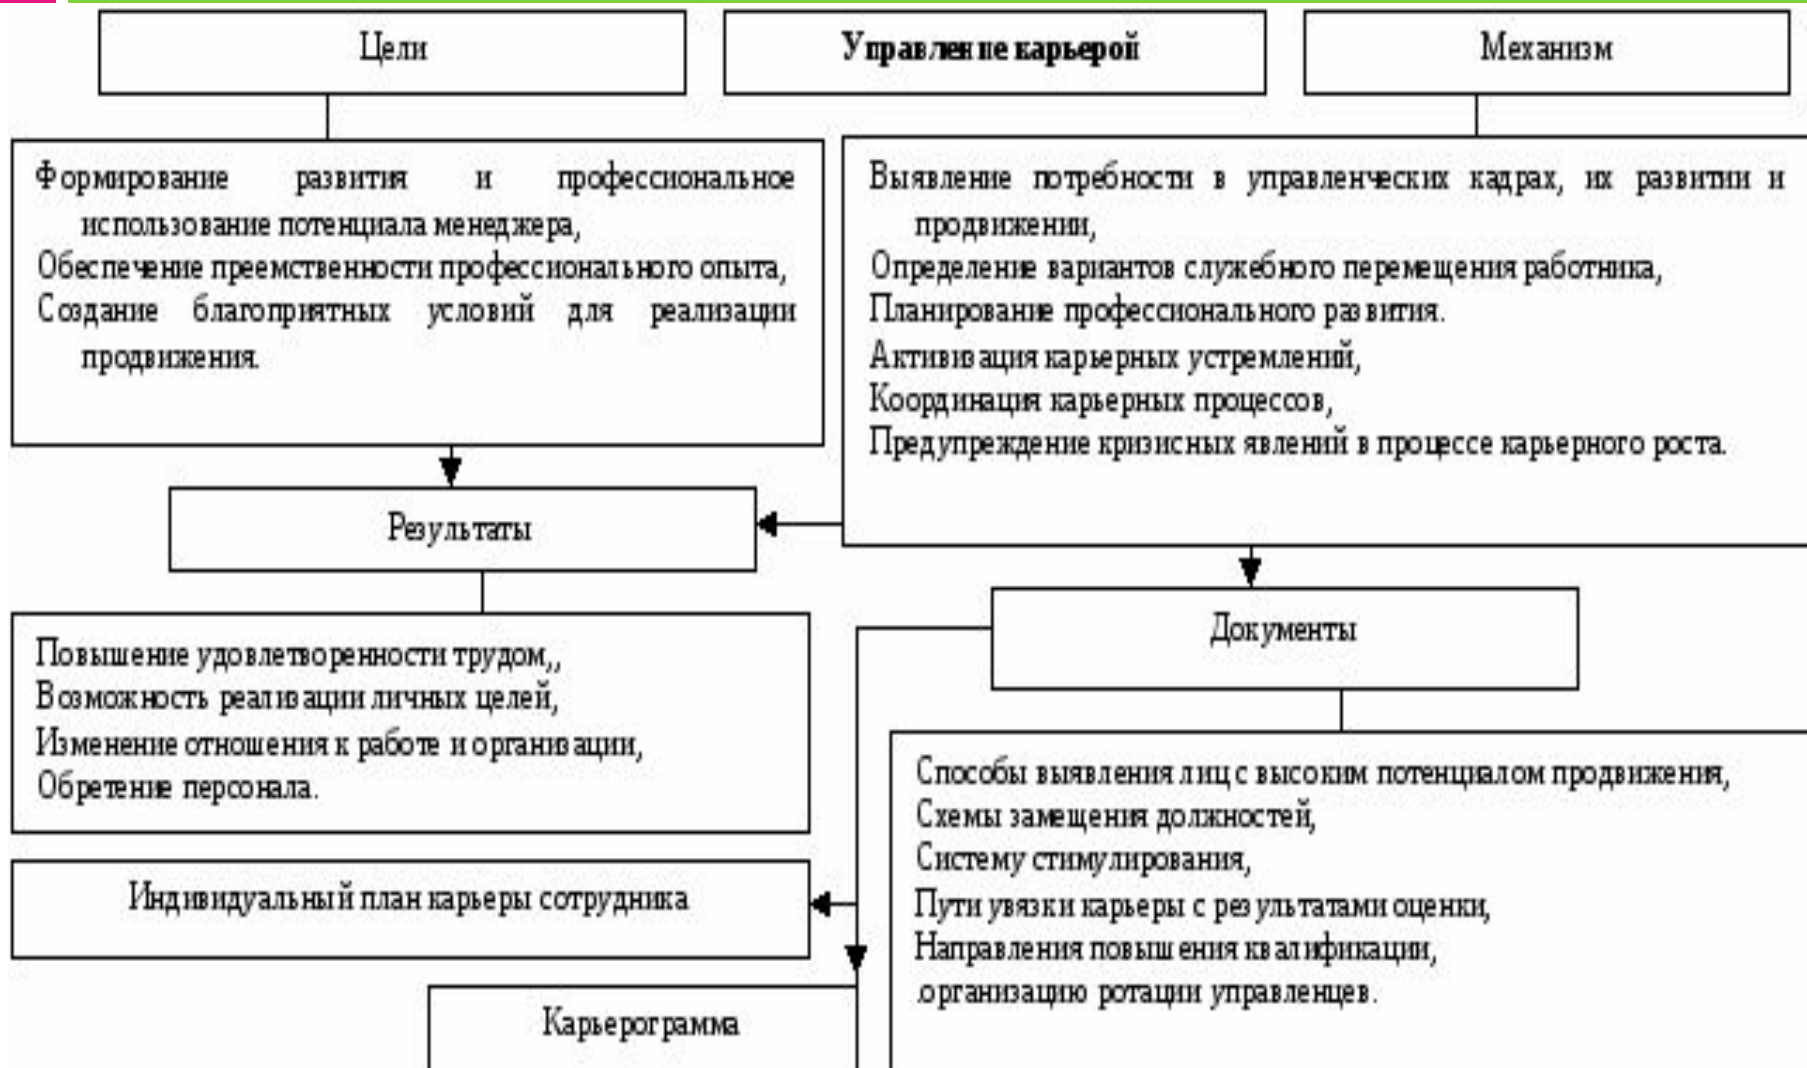 Цели
Управление карьерой
Механизм
Формирование развития и профессиональное
использование потенциала менеджера,
Обеспечение преемственности профессионального опыта,
Создание благоприятных условий для реализации
продвижения.
Выявление потребности в управленческих кадрах, их развитии и
продвижении,
Определение вариантов служебного перемещения работника,
Планирование профессионального развития.
Активизация карьерных устремлений,
Координация карьерных процессов,
Предупреждение кризисных явлений в процессе карьерного роста.
Результаты
Документы
Повышение удовлетворенности трудом,,
Возможность реализации личных целей,
Изменение отношения к работе и организации,
Обретение персонала.
Способы выявления лиц с высоким потенциалом продвижения,
Схемы замещения должностей,
Систему стимулирования,
Пути увязки карьеры с результатами оценки,
Направления повышения квалификации,
.организацию ротации управленцев.
Индивидуальный план карьеры сотрудника
Карьерограмма